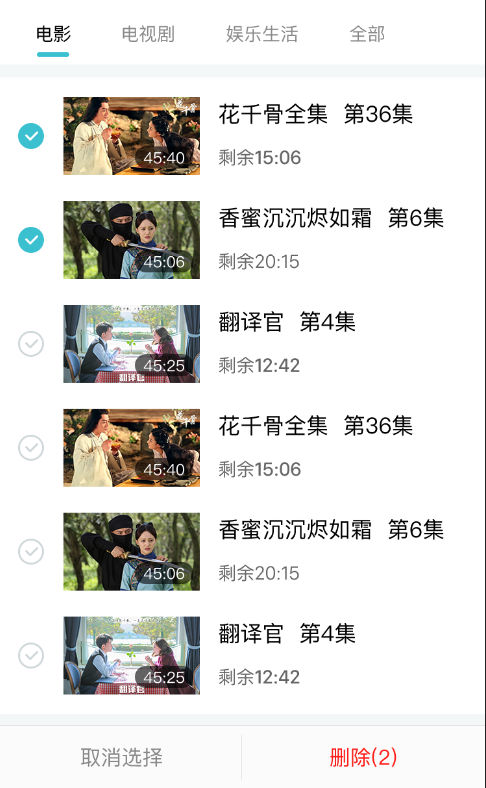 电影 电视剧 娱乐生活 全部
45:40
花千骨全集 第36集
剩余15:06
45:06
香蜜沉沉烬如霜 第6集
剩余20:15
翻译官
45:25
翻译官 第4集
剩余12:42
45:40
花千骨全集 第36集
剩余15:06
45:06
香蜜沉沉烬如霜 第6集
剩余20:15
翻译官
45:25
翻译官 第4集
剩余12:42
取消选择 删除(2)